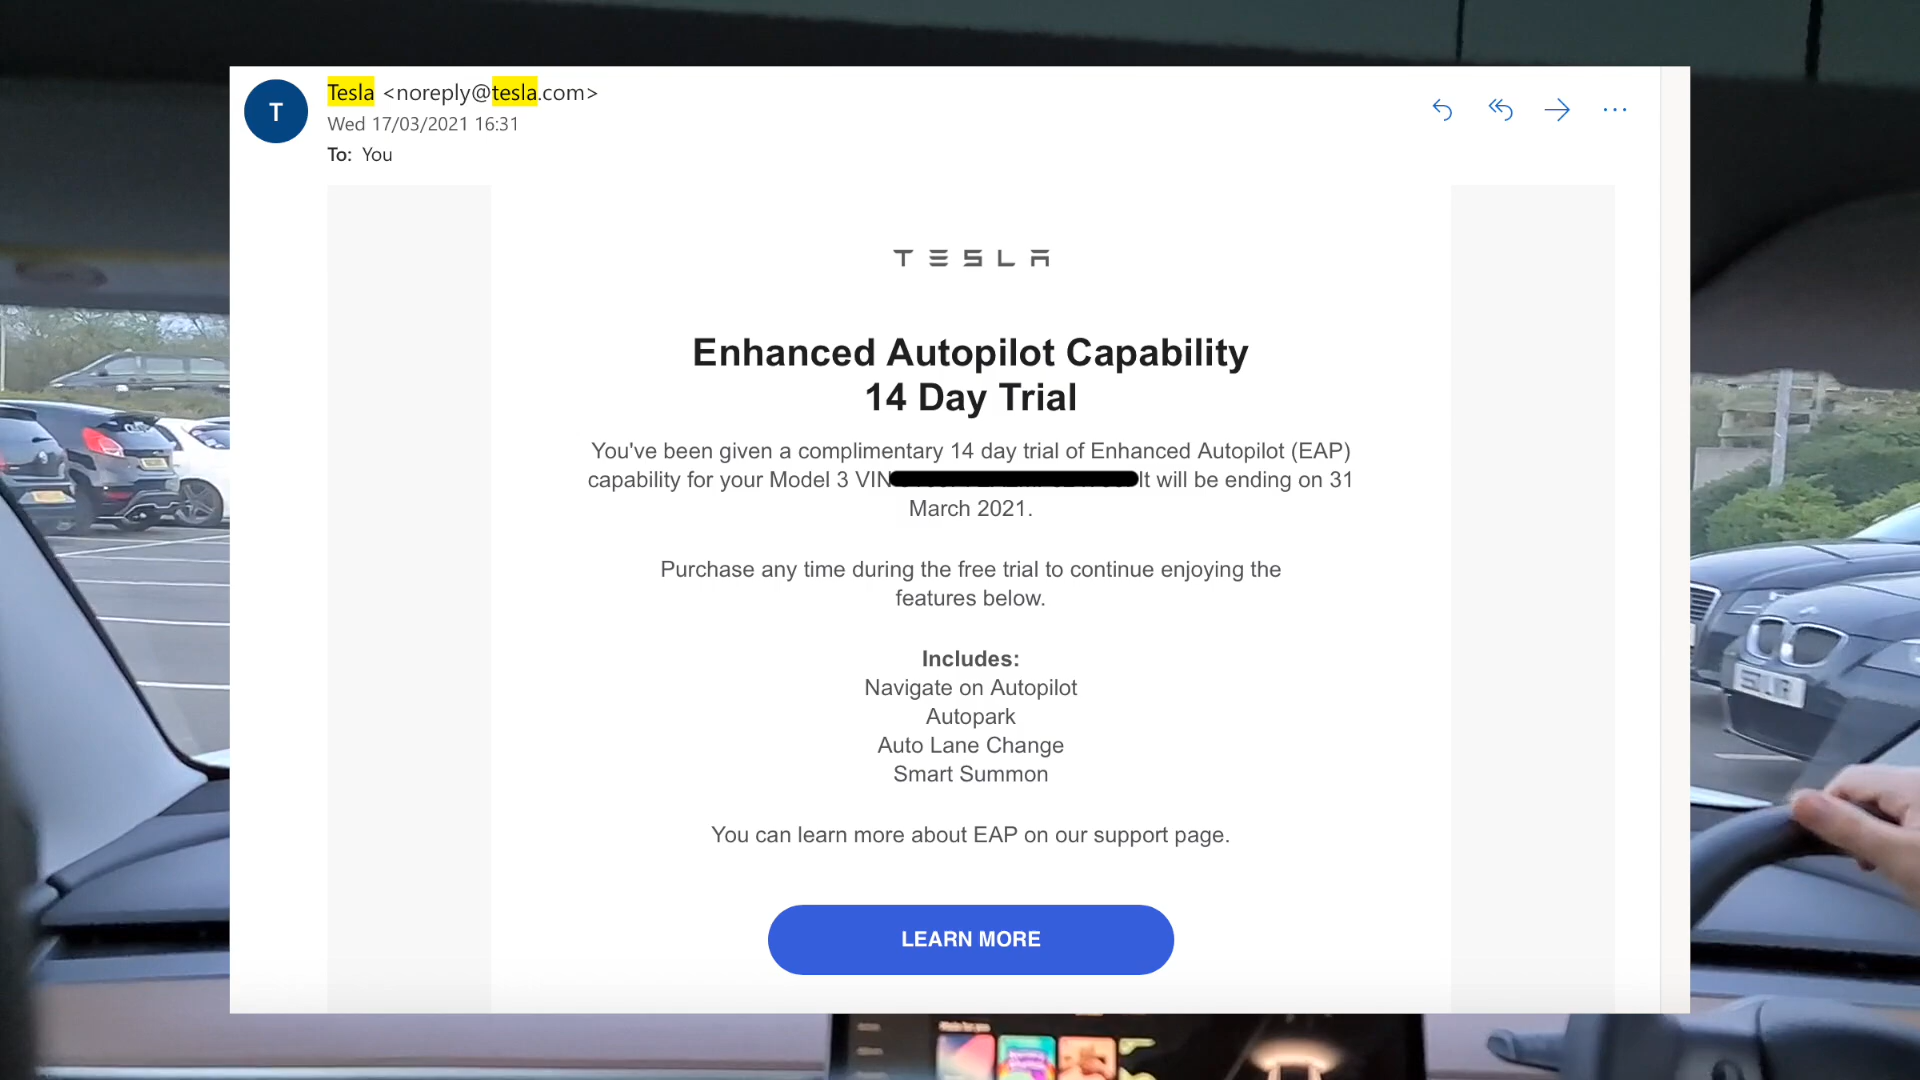 T
Tesla <noreply@tesla.com>
Wed 17/03/2021 16:31
To: You
TESLA
Enhanced Autopilot Capability
14 Day Trial
You've been given a complimentary 14 day trial of Enhanced Autopilot (EAP)
capability for your Model 3 VIN It will be ending on 31
March 2021.
Purchase any time during the free trial to continue enjoying the
features below.
Includes:
Navigate on Autopilot
Autopark
Auto Lane Change
Smart Summon
You can learn more about EAP on our support page.
LEARN MORE